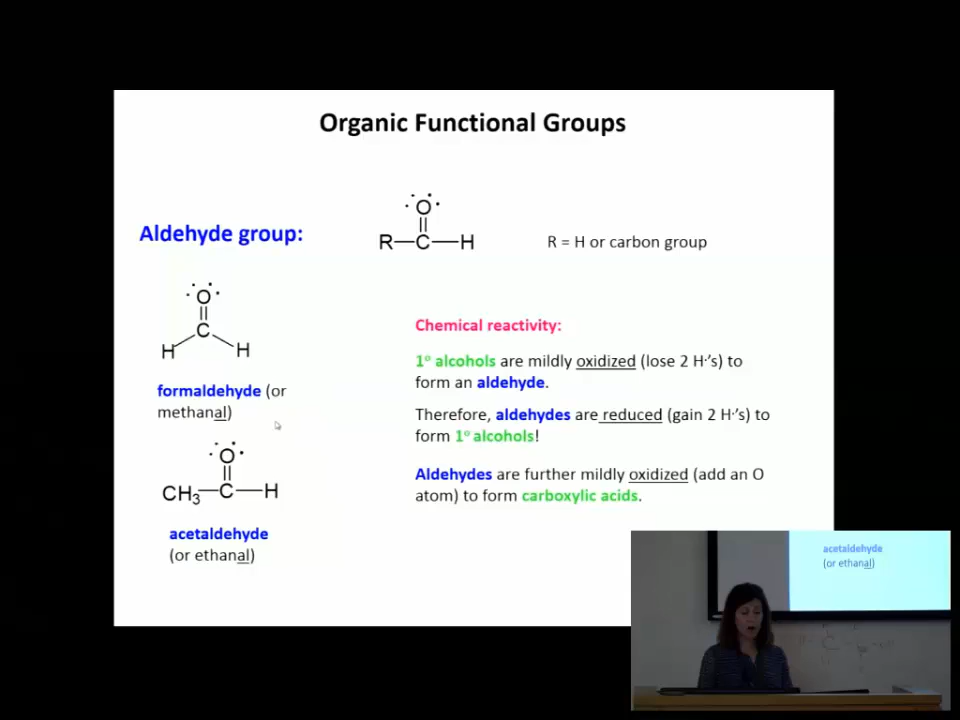 Organic Functional Groups
Aldehyde group:
O
R C H
R = H or carbon group
O
C
H H
formaldehyde (or
methanal)
O
CH3 C H
acetaldehyde
(or ethanal)
Chemical reactivity:
1° alcohols are mildly oxidized (lose 2 H·'s) to
form an aldehyde.
Therefore, aldehydes are reduced (gain 2 H·'s) to
form 1° alcohols!
Aldehydes are further mildly oxidized (add an O
atom) to form carboxylic acids.
acetaldehyde
(or ethanal)